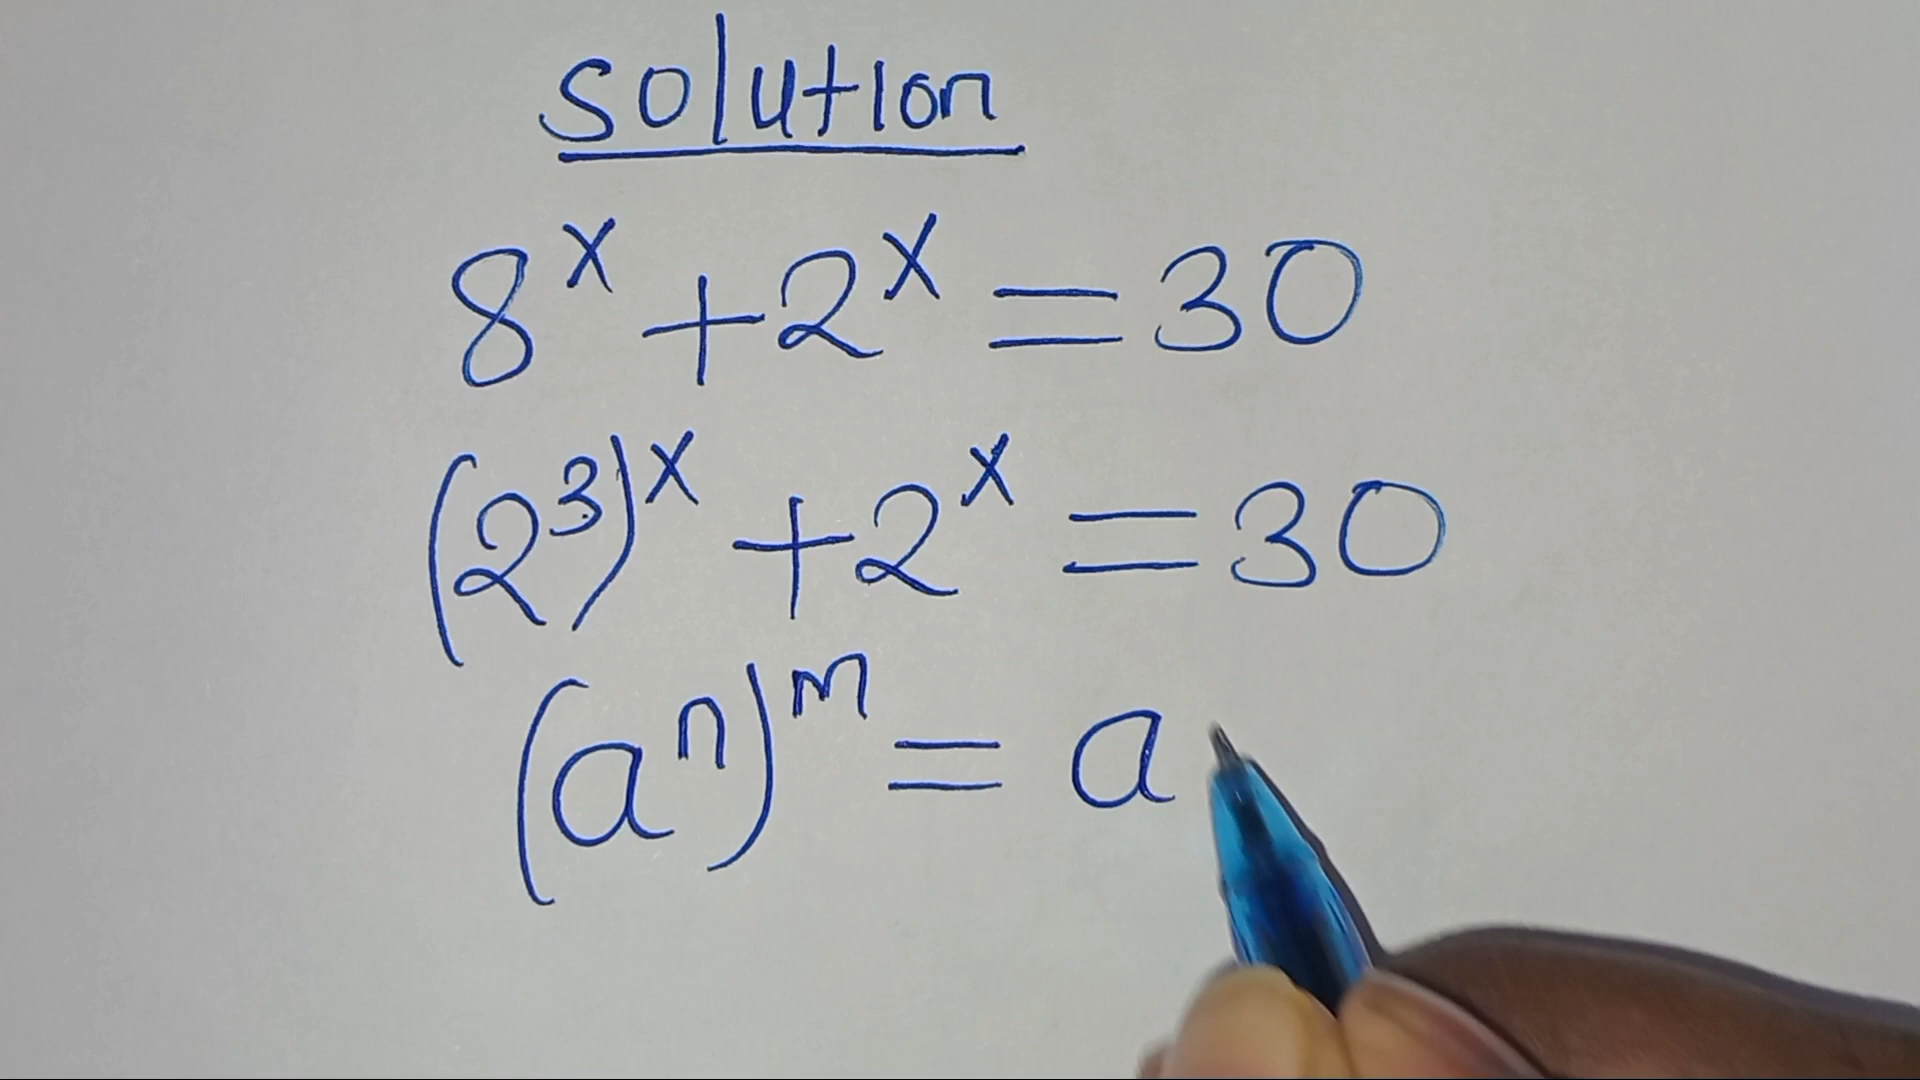 solution
8^x + 2^x = 30
(2^3)^x + 2^x = 30
(a^n)^m = a